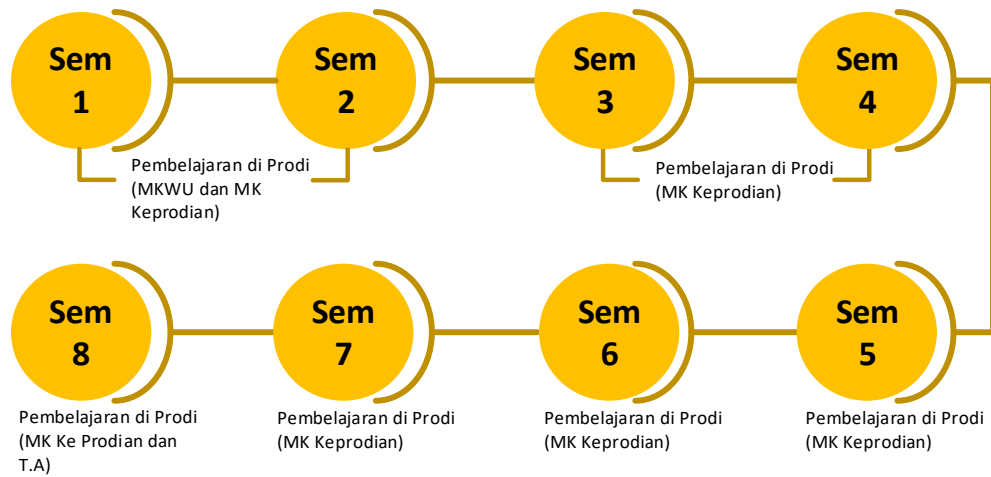 Sem
1
Sem
2
Sem
3
Sem
4
Pembelajaran di Prodi
(MKWU dan MK
Keprodian)
Pembelajaran di Prodi
(MK Keprodian)
Sem
8
Sem
7
Sem
6
Sem
5
Pembelajaran di Prodi
(MK Ke Prodian dan
T.A)
Pembelajaran di Prodi
(MK Keprodian)
Pembelajaran di Prodi
(MK Keprodian)
Pembelajaran di Prodi
(MK Keprodian)